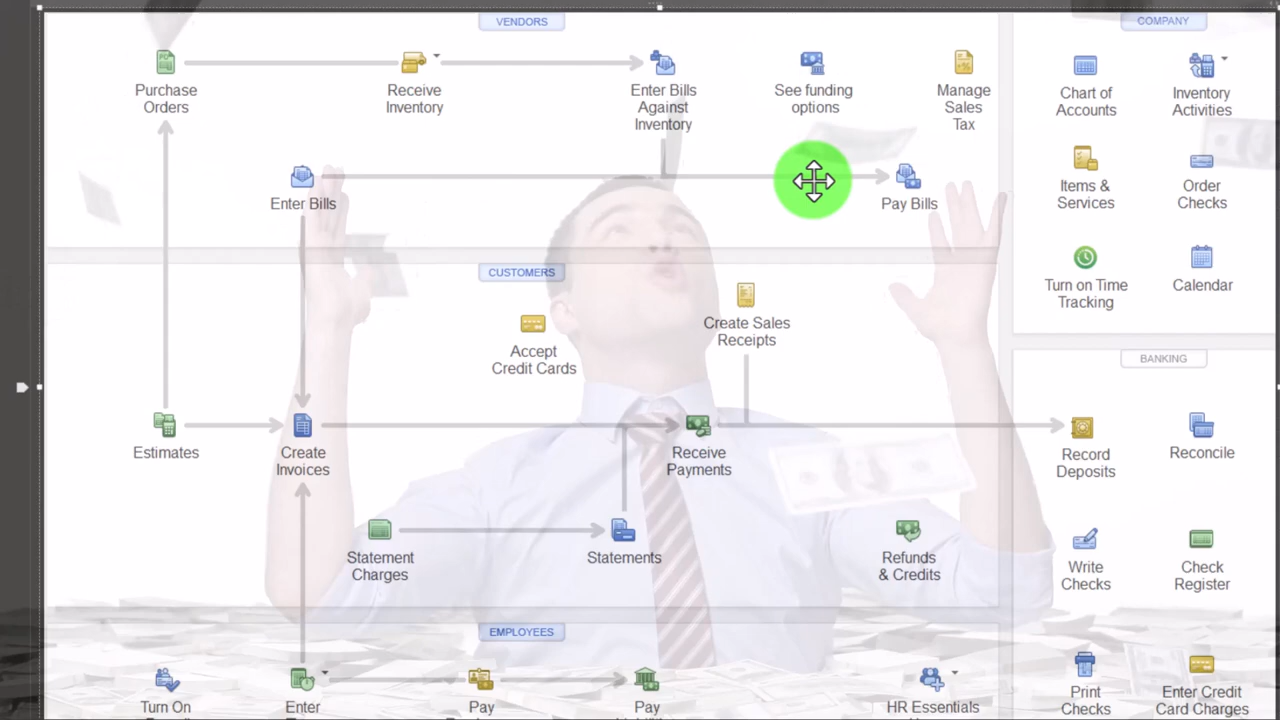 VENDORS
COMPANY
Purchase
Orders
Receive
Inventory
Enter Bills
Against
Inventory
See funding
options
Manage
Sales
Tax
Chart of
Accounts
Inventory
Activities
Enter Bills
Pay Bills
Items &
Services
Order
Checks
CUSTOMERS
Turn on Time
Tracking
Calendar
Accept
Credit Cards
Create Sales
Receipts
BANKING
Estimates
Create
Invoices
Receive
Payments
Record
Deposits
Reconcile
Statement
Charges
Statements
Refunds
& Credits
Write
Checks
Check
Register
EMPLOYEES
Turn On
Enter
Pay
Pay
HR Essentials
Print
Checks
Enter Credit
Card Charges